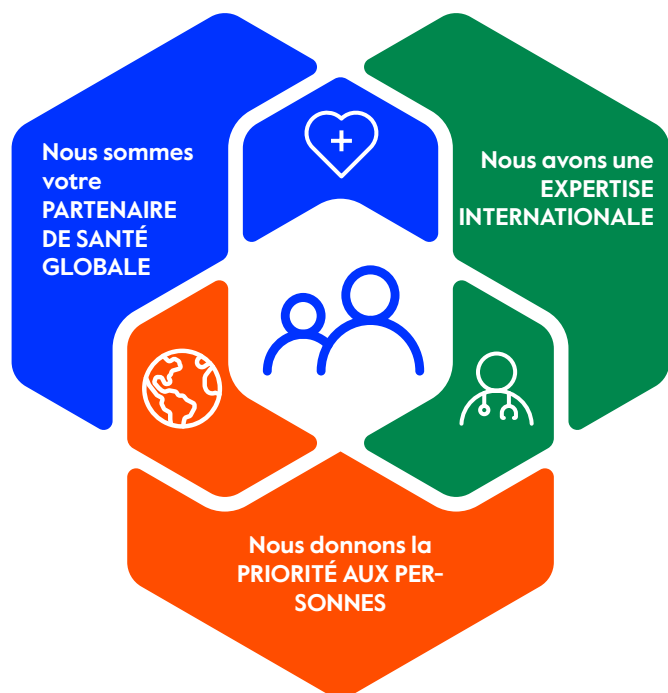 Nous sommes
votre
PARTENAIRE
DE SANTÉ
GLOBALE
Nous avons une
EXPERTISE
INTERNATIONALE
Nous donnons la
PRIORITÉ AUX PER-
SONNES